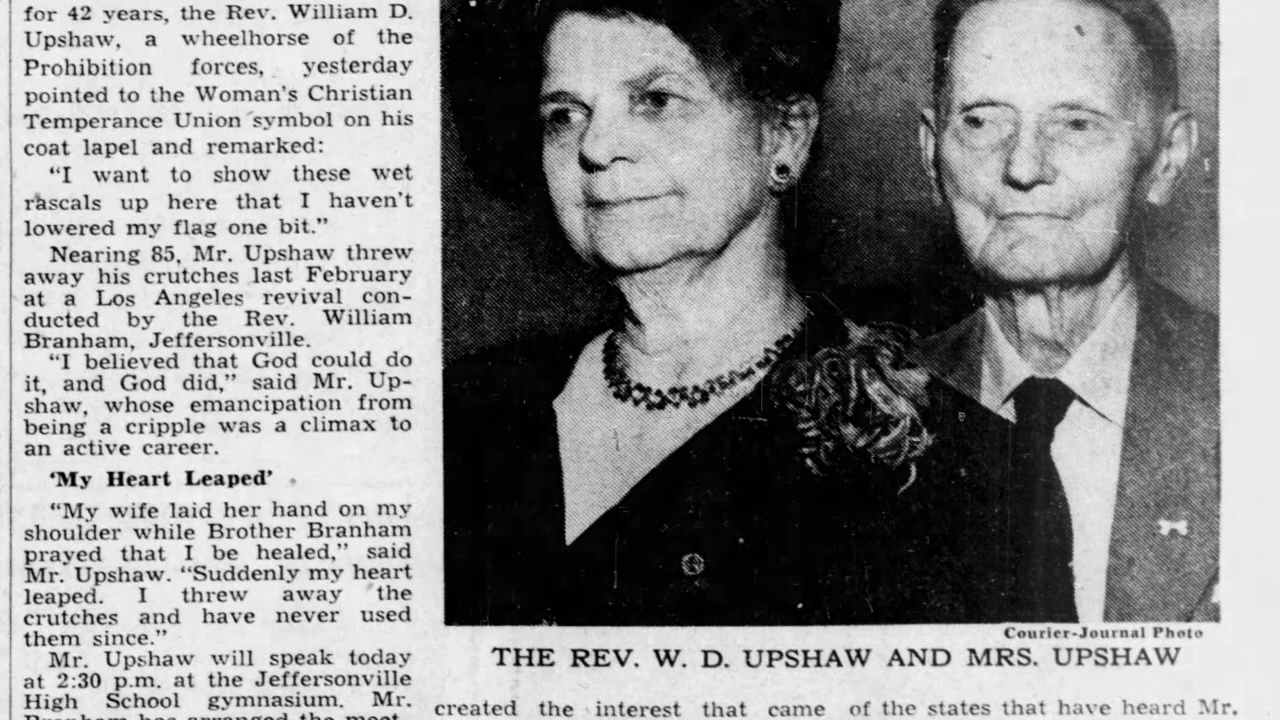 for 42 years, the Rev. William D.
Upshaw, a wheelhorse of the
Prohibition forces, yesterday
pointed to the Woman's Christian
Temperance Union symbol on his
coat lapel and remarked:
"I want to show these wet
rascals up here that I haven't
lowered my flag one bit."
Nearing 85, Mr. Upshaw threw
away his crutches last February
at a Los Angeles revival con-
ducted by the Rev. William
Branham, Jeffersonville.
"I believed that God could do
it, and God did," said Mr. Up-
shaw, whose emancipation from
being a cripple was a climax to
an active career.
'My Heart Leaped'
"My wife laid her hand on my
shoulder while Brother Branham
prayed that I be healed," said
Mr. Upshaw. "Suddenly my heart
leaped. I threw away the
crutches and have never used
them since."
Mr. Upshaw will speak today
at 2:30 p.m. at the Jeffersonville
High School gymnasium. Mr.
Branham has arranged the meet-
Courier-Journal Photo
THE REV. W. D. UPSHAW AND MRS. UPSHAW
created the interest that came
of the states that have heard Mr.